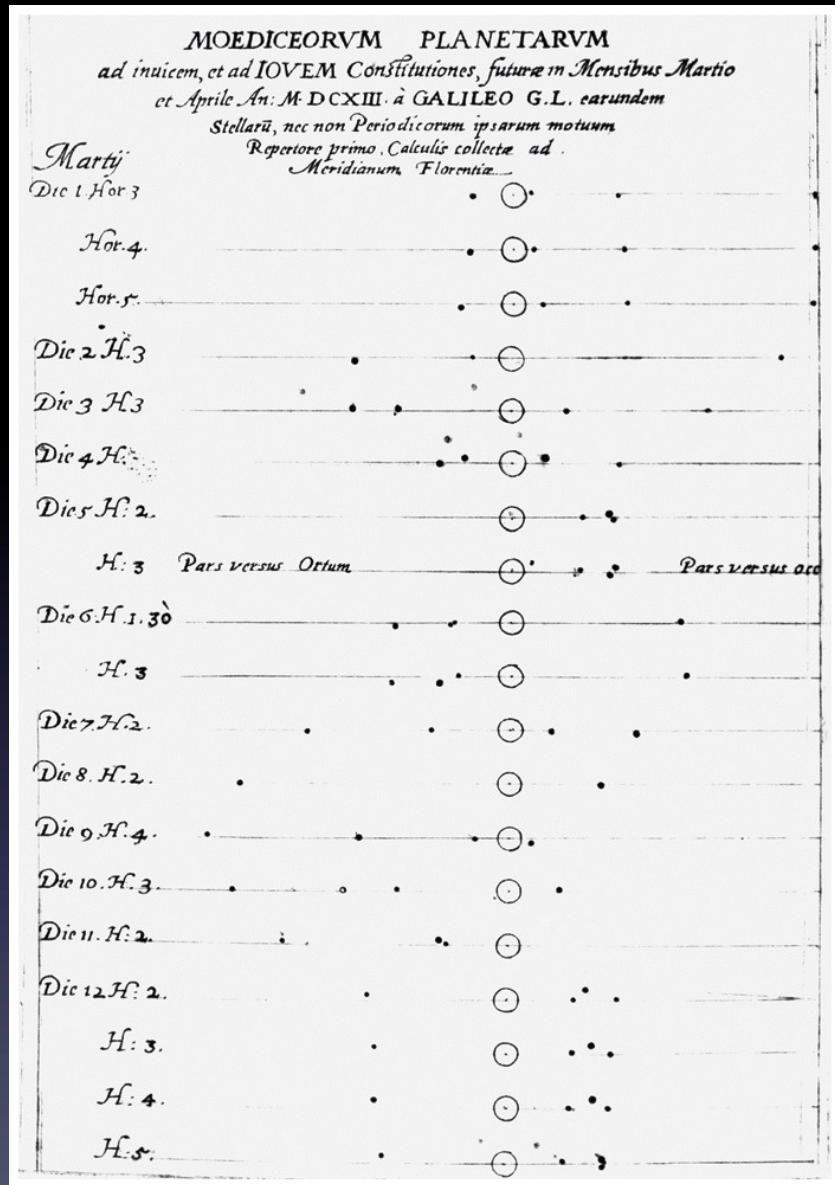 MOEDICEORVM PLANETARVM
ad inuicem, et ad IOVEM Constitutiones, futuræ in Mensibus Martio
et Aprile An: M·DCXIII· à GALILEO G.L. earundem
Stellarū, nec non Periodicorum ipsarum motuum
Repertore primo, Calculis collectæ ad
Meridianum Florentiæ
Martij
Die 1. Hor 3
Hor. 4.
Hor. 5.
Die 2 H. 3
Die 3 H 3
Die 4 H.
Die 5 H: 2.
H: 3 Pars versus Ortum Pars versus occ
Die 6·H·1·30
H. 3
Die 7·H·2.
Die 8. H. 2.
Die 9. H. 4.
Die 10. H. 3.
Die 11. H: 2.
Die 12 H: 2.
H: 3.
H: 4.
H: 5.